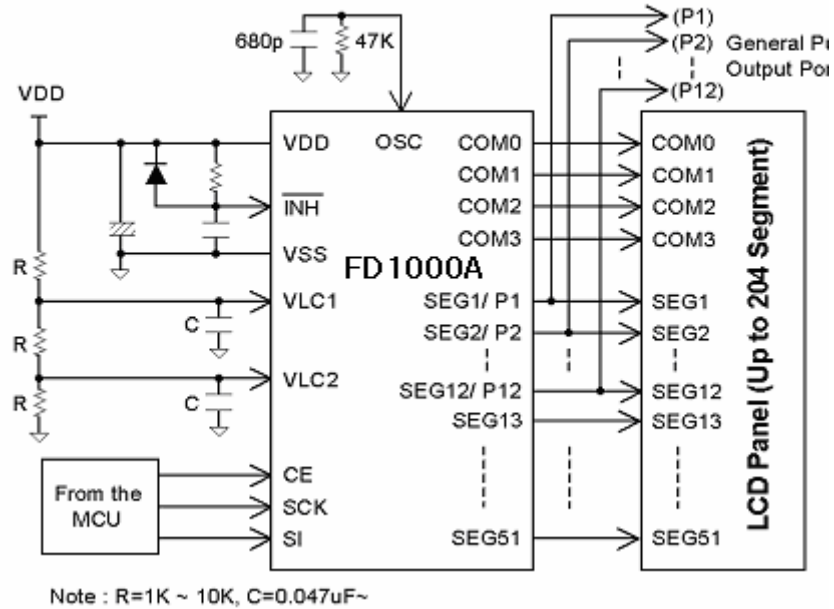 (P1)
680p
47K
(P2)
General Pu
Output Por
(P12)
VDD
VDD
OSC
COM0
COM0
COM1
COM1
INH
COM2
COM2
COM3
COM3
VSS
FD1000A
R
VLC1
SEG1/ P1
SEG1
C
SEG2/ P2
SEG2
R
VLC2
SEG12/ P12
SEG12
R
C
SEG13
SEG13
From the
MCU
CE
SCK
SI
SEG51
SEG51
LCD Panel (Up to 204 Segment)
Note : R=1K ~ 10K, C=0.047uF~